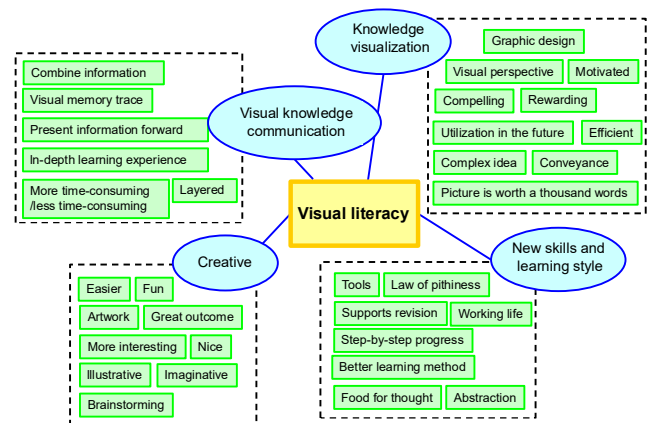 Knowledge
visualization
Graphic design
Visual perspective
Motivated
Compelling
Rewarding
Utilization in the future
Efficient
Complex idea
Conveyance
Picture is worth a thousand words
Combine information
Visual memory trace
Present information forward
In-depth learning experience
More time-consuming
/less time-consuming
Layered
Visual knowledge
communication
Visual literacy
Creative
Easier
Fun
Artwork
Great outcome
More interesting
Nice
Illustrative
Imaginative
Brainstorming
New skills and
learning style
Tools
Law of pithiness
Supports revision
Working life
Step-by-step progress
Better learning method
Food for thought
Abstraction